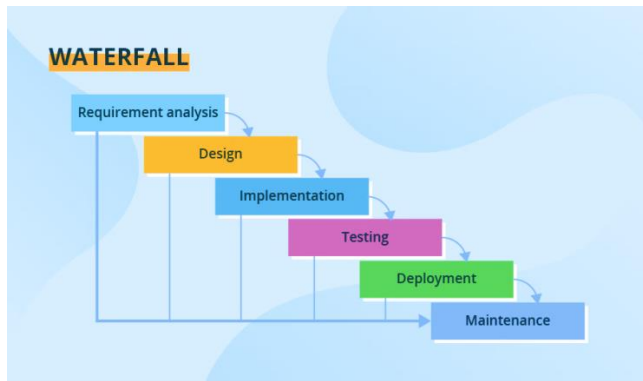 WATERFALL
Requirement analysis
Design
Implementation
Testing
Deployment
Maintenance